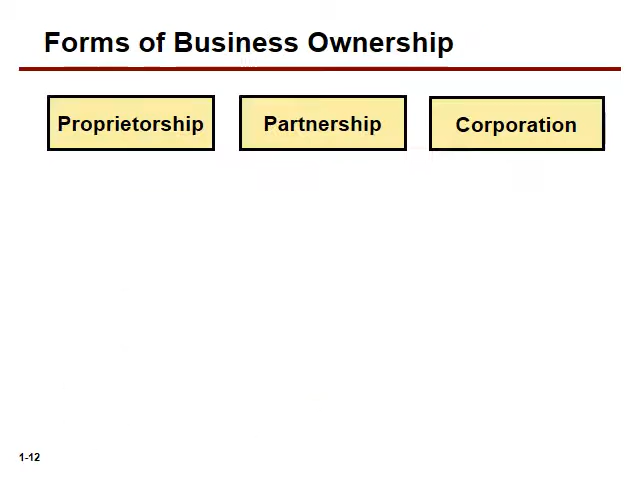 Forms of Business Ownership
Proprietorship
Partnership
Corporation
1-12